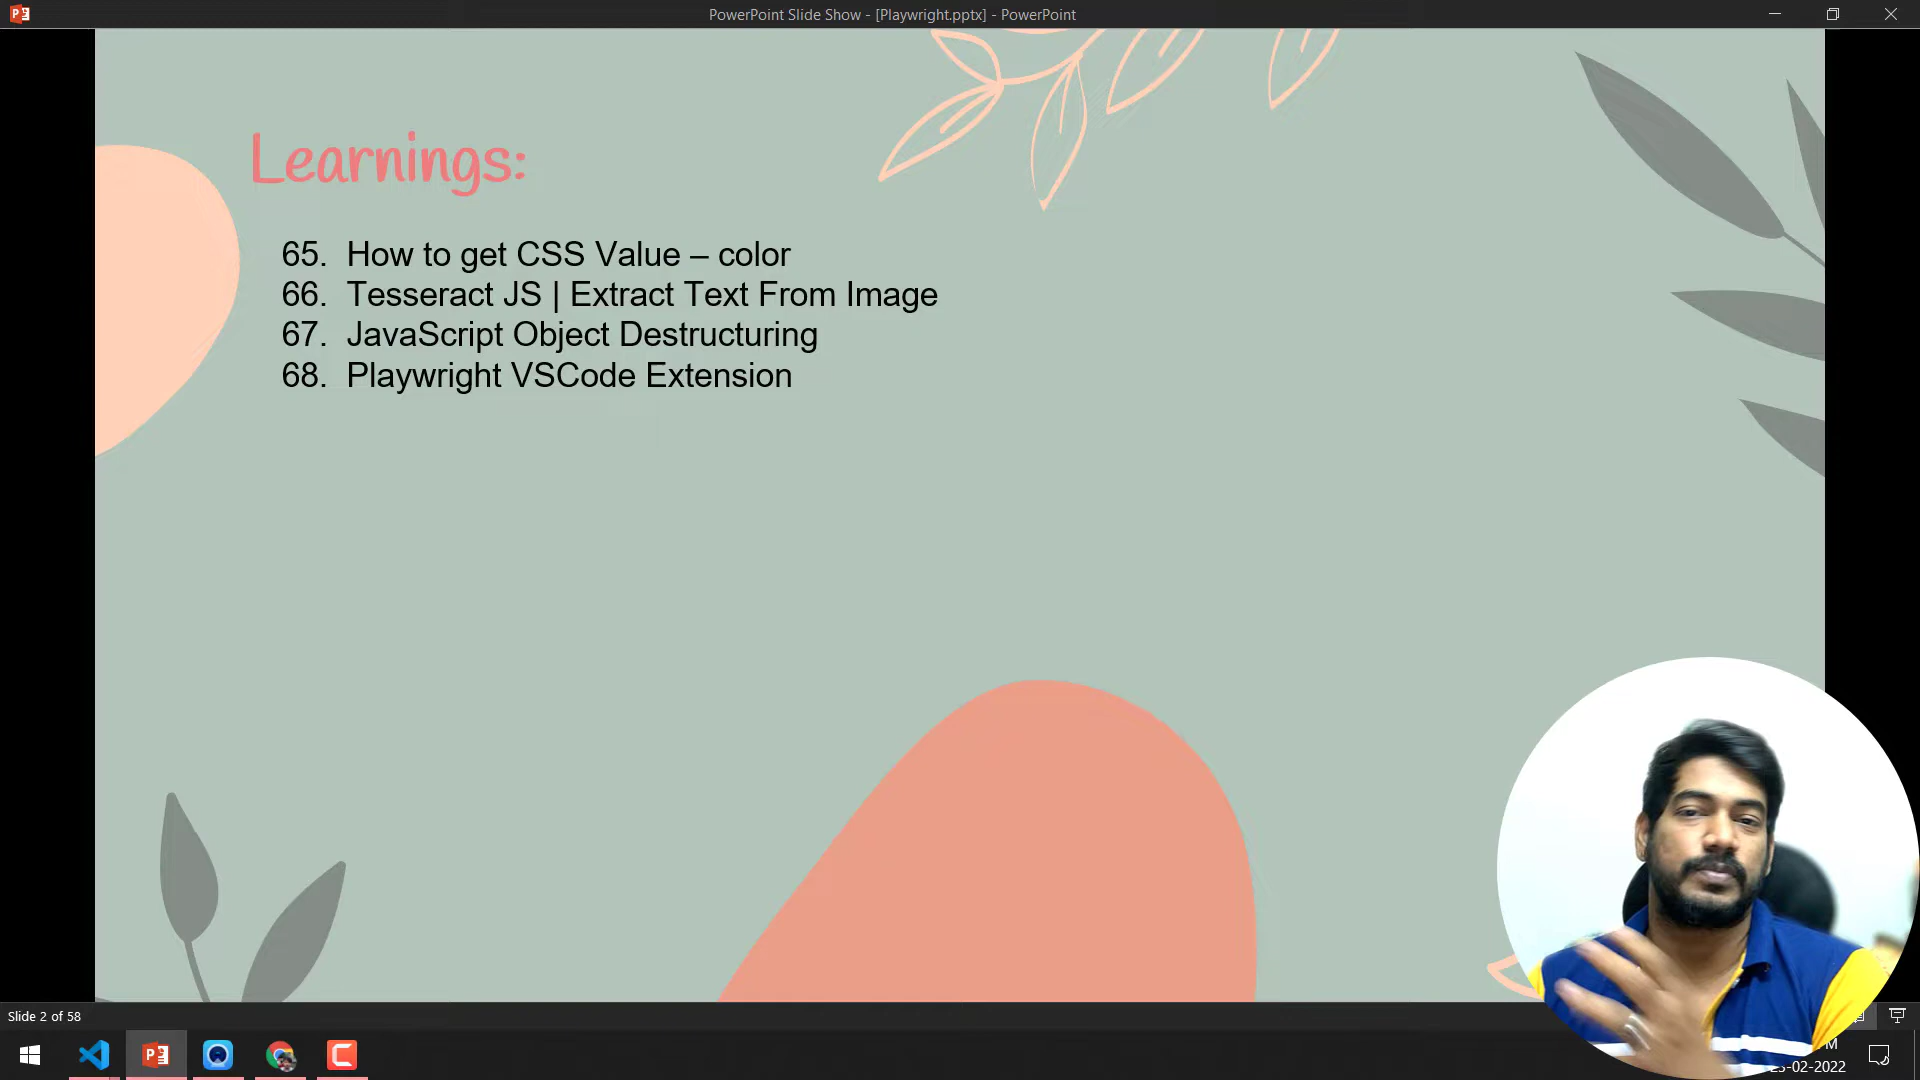 PowerPoint Slide Show - [Playwright.pptx] - PowerPoint
Learnings:
65. How to get CSS Value – color
66. Tesseract JS | Extract Text From Image
67. JavaScript Object Destructuring
68. Playwright VSCode Extension
Slide 2 of 58